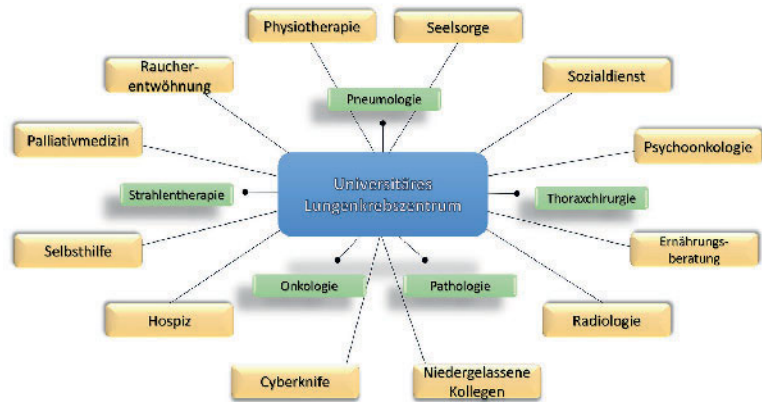 Physiotherapie
Seelsorge
Raucher-
entwöhnung
Sozialdienst
Pneumologie
Palliativmedizin
Psychoonkologie
Universitäres
Lungenkrebszentrum
Strahlentherapie
Thoraxchirurgie
Selbsthilfe
Ernährungs-
beratung
Onkologie
Pathologie
Hospiz
Radiologie
Cyberknife
Niedergelassene
Kollegen